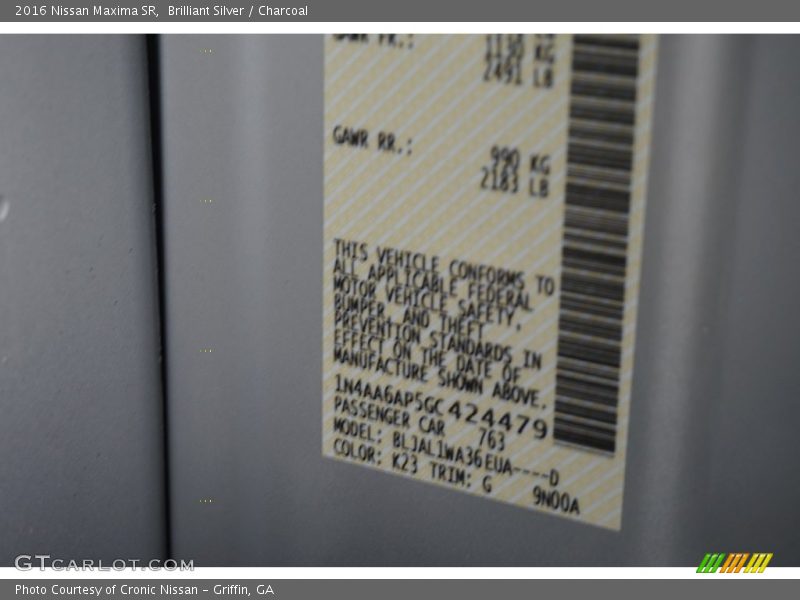 2016 Nissan Maxima SR, Brilliant Silver / Charcoal
GAWR FR.: 1130 KG
2491 LB
GAWR RR.: 990 KG
2183 LB
THIS VEHICLE CONFORMS TO
ALL APPLICABLE FEDERAL
MOTOR VEHICLE SAFETY,
BUMPER, AND THEFT
PREVENTION STANDARDS IN
EFFECT ON THE DATE OF
MANUFACTURE SHOWN ABOVE.
1N4AA6AP5GC424479
PASSENGER CAR 763
MODEL: BLJAL1WA36EUA----D
COLOR: K23 TRIM: G 9N00A
GTCARLOT.COM
Photo Courtesy of Cronic Nissan – Griffin, GA